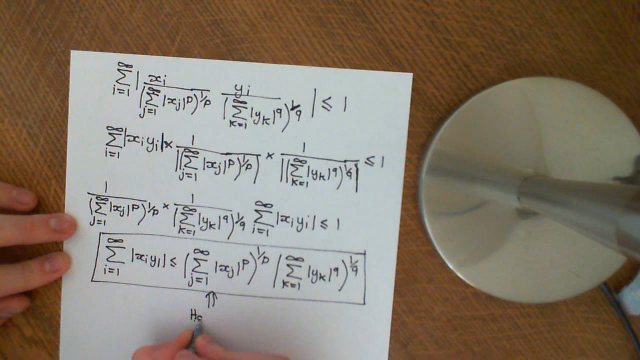 ∑_{i=1}^{∞} | x_i / (∑_{j=1}^{∞} |x_j|^p)^{1/p} y_i / (∑_{k=1}^{∞} |y_k|^q)^{1/q} | ≤ 1
∑_{i=1}^{∞} |x_i y_i| × 1 / |(∑_{j=1}^{∞} |x_j|^p)^{1/p}| × 1 / |(∑_{k=1}^{∞} |y_k|^q)^{1/q}| ≤ 1
1 / (∑_{j=1}^{∞} |x_j|^p)^{1/p} × 1 / (∑_{k=1}^{∞} |y_k|^q)^{1/q} ∑_{i=1}^{∞} |x_i y_i| ≤ 1
∑_{i=1}^{∞} |x_i y_i| ≤ (∑_{j=1}^{∞} |x_j|^p)^{1/p} (∑_{k=1}^{∞} |y_k|^q)^{1/q}
⇑
Ho